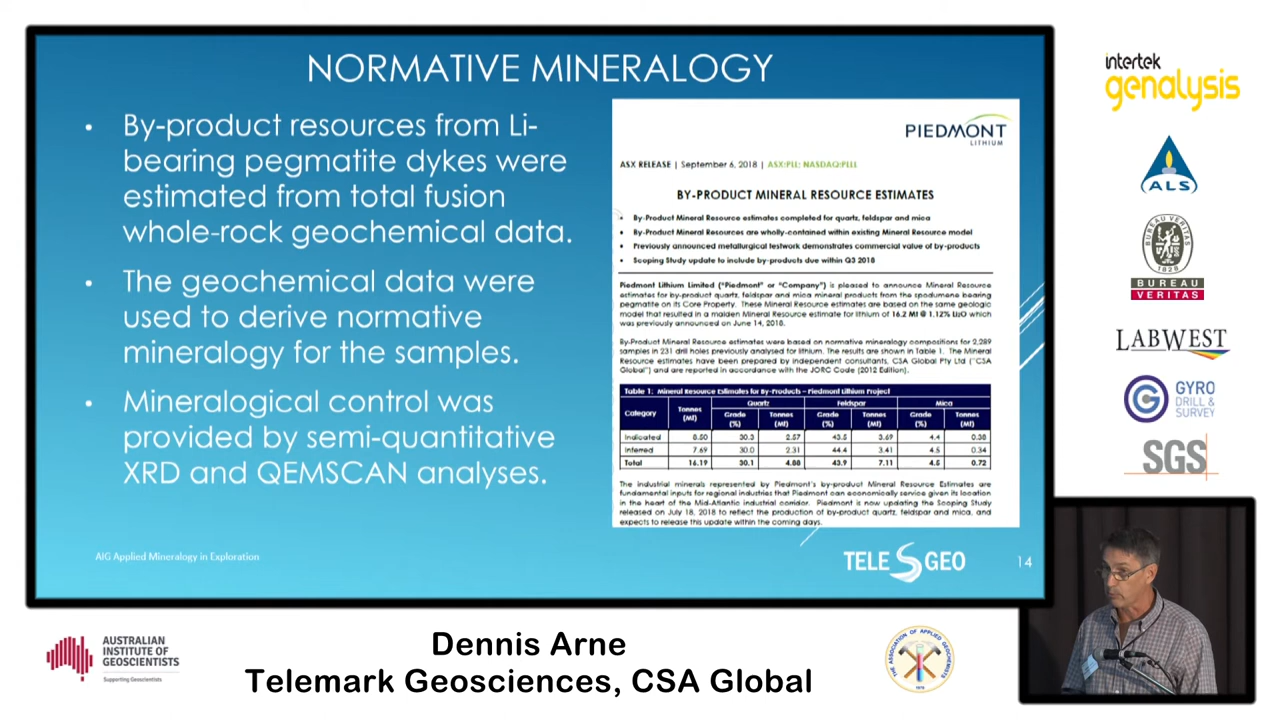 NORMATIVE MINERALOGY
• By-product resources from Li-
bearing pegmatite dykes were
estimated from total fusion
whole-rock geochemical data.
• The geochemical data were
used to derive normative
mineralogy for the samples.
• Mineralogical control was
provided by semi-quantitative
XRD and QEMSCAN analyses.
PIEDMONT
LITHIUM
ASX RELEASE | September 6, 2018 | ASX:PLL; NASDAQ:PLLL
BY-PRODUCT MINERAL RESOURCE ESTIMATES
• By-Product Mineral Resource estimates completed for quartz, feldspar and mica
• By-Product Mineral Resources are wholly-contained within existing Mineral Resource model
• Previously announced metallurgical testwork demonstrates commercial value of by-products
• Scoping Study update to include by-products due within Q3 2018
Piedmont Lithium Limited ("Piedmont" or "Company") is pleased to announce Mineral Resource
estimates for by-product quartz, feldspar and mica mineral products from the spodumene bearing
pegmatite on its Core Property. These Mineral Resource estimates are based on the same geologic
model that resulted in a maiden Mineral Resource estimate for lithium of 16.2 Mt @ 1.12% Li₂O which
was previously announced on June 14, 2018.
By-Product Mineral Resource estimates were based on normative mineralogy compositions for 2,289
samples in 231 drill holes previously analysed for lithium. The results are shown in Table 1. The Mineral
Resource estimates have been prepared by independent consultants, CSA Global Pty Ltd ("CSA
Global") and are reported in accordance with the JORC Code (2012 Edition).
Table 1: Mineral Resource Estimates for By-Products – Piedmont Lithium Project
Category Tonnes (Mt) Quartz Feldspar Mica
Grade (%) Tonnes (Mt) Grade (%) Tonnes (Mt) Grade (%) Tonnes (Mt)
Indicated 8.50 30.3 2.57 43.5 3.69 4.4 0.38
Inferred 7.69 30.0 2.31 44.4 3.41 4.5 0.34
Total 16.19 30.1 4.88 43.9 7.11 4.5 0.72
The industrial minerals represented by Piedmont's by-product Mineral Resource Estimates are
fundamental inputs for regional industries that Piedmont can economically service given its location
in the heart of the Mid-Atlantic industrial corridor. Piedmont is now updating the Scoping Study
released on July 18, 2018 to reflect the production of by-product quartz, feldspar and mica, and
expects to release this update within the coming days.
AIG Applied Mineralogy in Exploration
TELE GEO
14
intertek
genalysis
ALS
BUREAU VERITAS
1828
BUREAU
VERITAS
LABWEST
GYRO
DRILL &
SURVEY
SGS
AUSTRALIAN
INSTITUTE OF
GEOSCIENTISTS
Supporting Geoscientists
Dennis Arne
Telemark Geosciences, CSA Global
THE ASSOCIATION OF APPLIED GEOCHEMISTS
1970